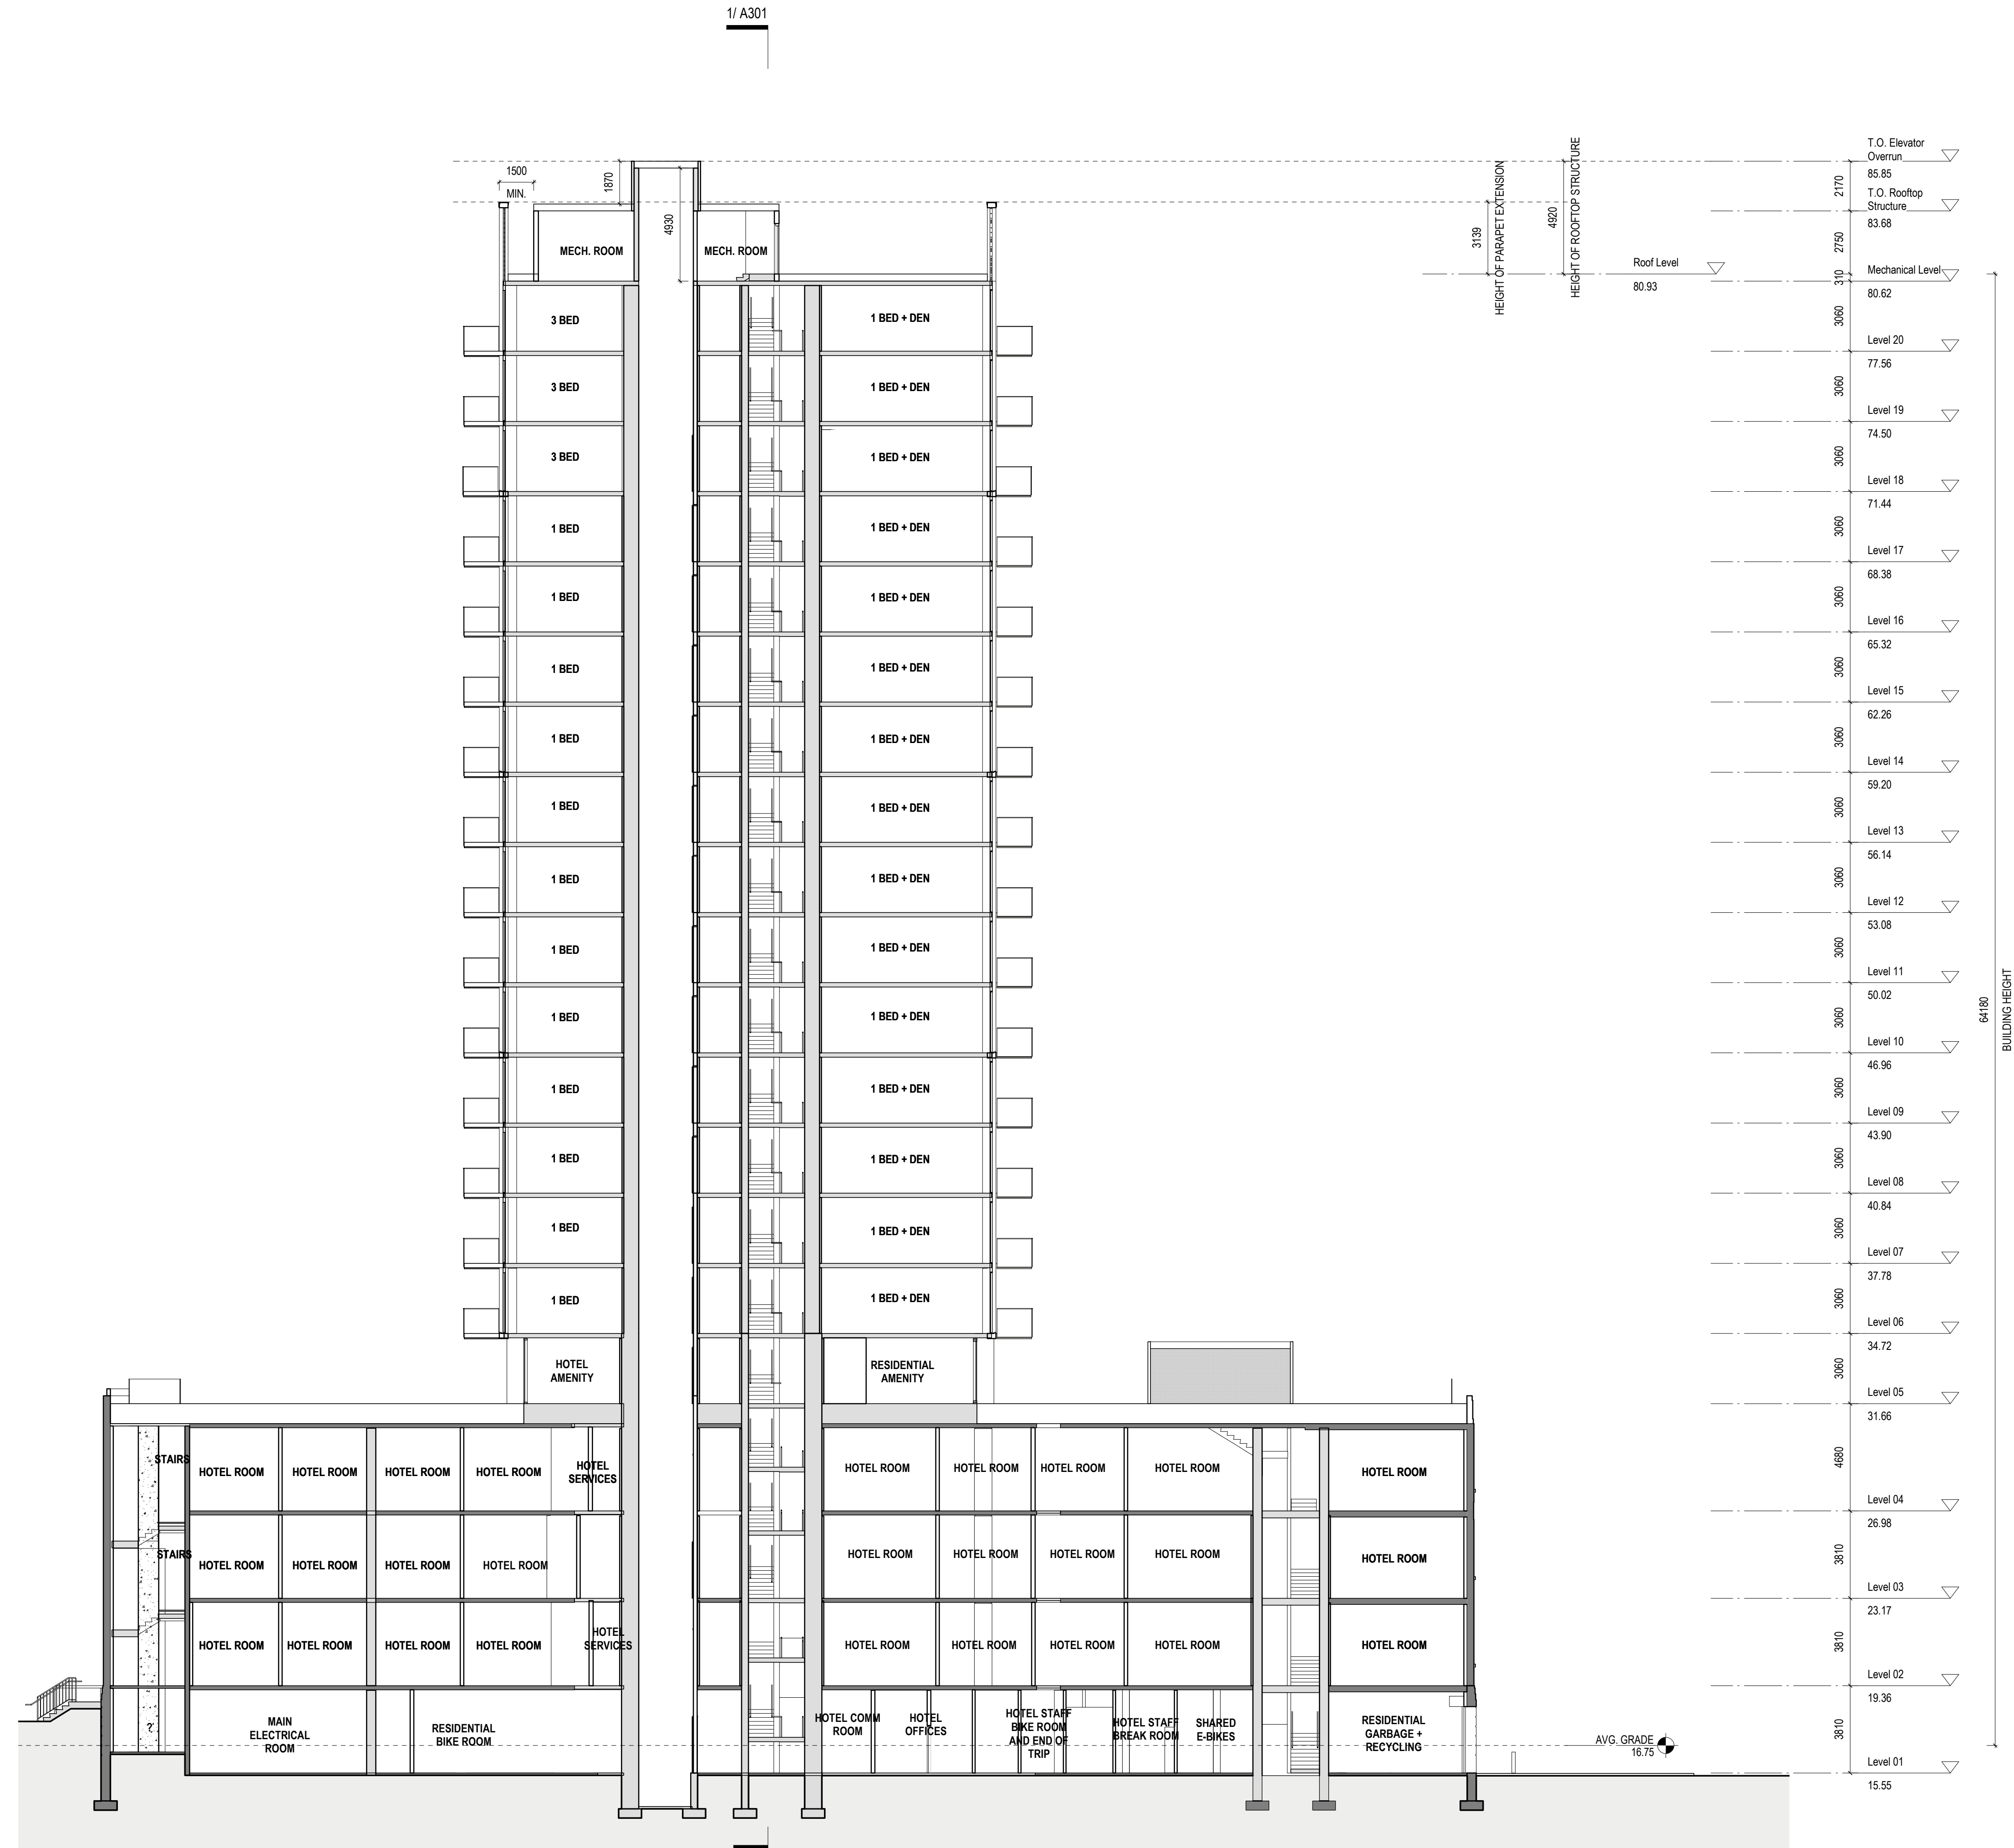 1/ A301
T.O. Elevator
Overrun
85.85
2170
T.O. Rooftop
Structure
83.68
1500
MIN.
1870
4930
MECH. ROOM
MECH. ROOM
3139
HEIGHT OF PARAPET EXTENSION
4920
HEIGHT OF ROOFTOP STRUCTURE
2750
Roof Level
80.93
310
Mechanical Level
80.62
3 BED
1 BED + DEN
3060
Level 20
77.56
3 BED
1 BED + DEN
3060
Level 19
74.50
3 BED
1 BED + DEN
3060
Level 18
71.44
1 BED
1 BED + DEN
3060
Level 17
68.38
1 BED
1 BED + DEN
3060
Level 16
65.32
1 BED
1 BED + DEN
3060
Level 15
62.26
1 BED
1 BED + DEN
3060
Level 14
59.20
1 BED
1 BED + DEN
3060
Level 13
56.14
1 BED
1 BED + DEN
3060
Level 12
53.08
1 BED
1 BED + DEN
3060
Level 11
50.02
1 BED
1 BED + DEN
3060
Level 10
46.96
64180
BUILDING HEIGHT
1 BED
1 BED + DEN
3060
Level 09
43.90
1 BED
1 BED + DEN
3060
Level 08
40.84
1 BED
1 BED + DEN
3060
Level 07
37.78
1 BED
1 BED + DEN
3060
Level 06
34.72
HOTEL
AMENITY
RESIDENTIAL
AMENITY
3060
Level 05
31.66
STAIRS
HOTEL ROOM
HOTEL ROOM
HOTEL ROOM
HOTEL ROOM
HOTEL
SERVICES
HOTEL ROOM
HOTEL ROOM
HOTEL ROOM
HOTEL ROOM
HOTEL ROOM
4680
Level 04
26.98
STAIRS
HOTEL ROOM
HOTEL ROOM
HOTEL ROOM
HOTEL ROOM
HOTEL ROOM
HOTEL ROOM
HOTEL ROOM
HOTEL ROOM
HOTEL ROOM
3810
Level 03
23.17
HOTEL ROOM
HOTEL ROOM
HOTEL ROOM
HOTEL ROOM
HOTEL
SERVICES
HOTEL ROOM
HOTEL ROOM
HOTEL ROOM
HOTEL ROOM
HOTEL ROOM
3810
Level 02
19.36
?
MAIN
ELECTRICAL
ROOM
RESIDENTIAL
BIKE ROOM
HOTEL COMM
ROOM
HOTEL
OFFICES
HOTEL STAFF
BIKE ROOM
AND END OF
TRIP
HOTEL STAFF
BREAK ROOM
SHARED
E-BIKES
RESIDENTIAL
GARBAGE +
RECYCLING
AVG. GRADE
16.75
3810
Level 01
15.55